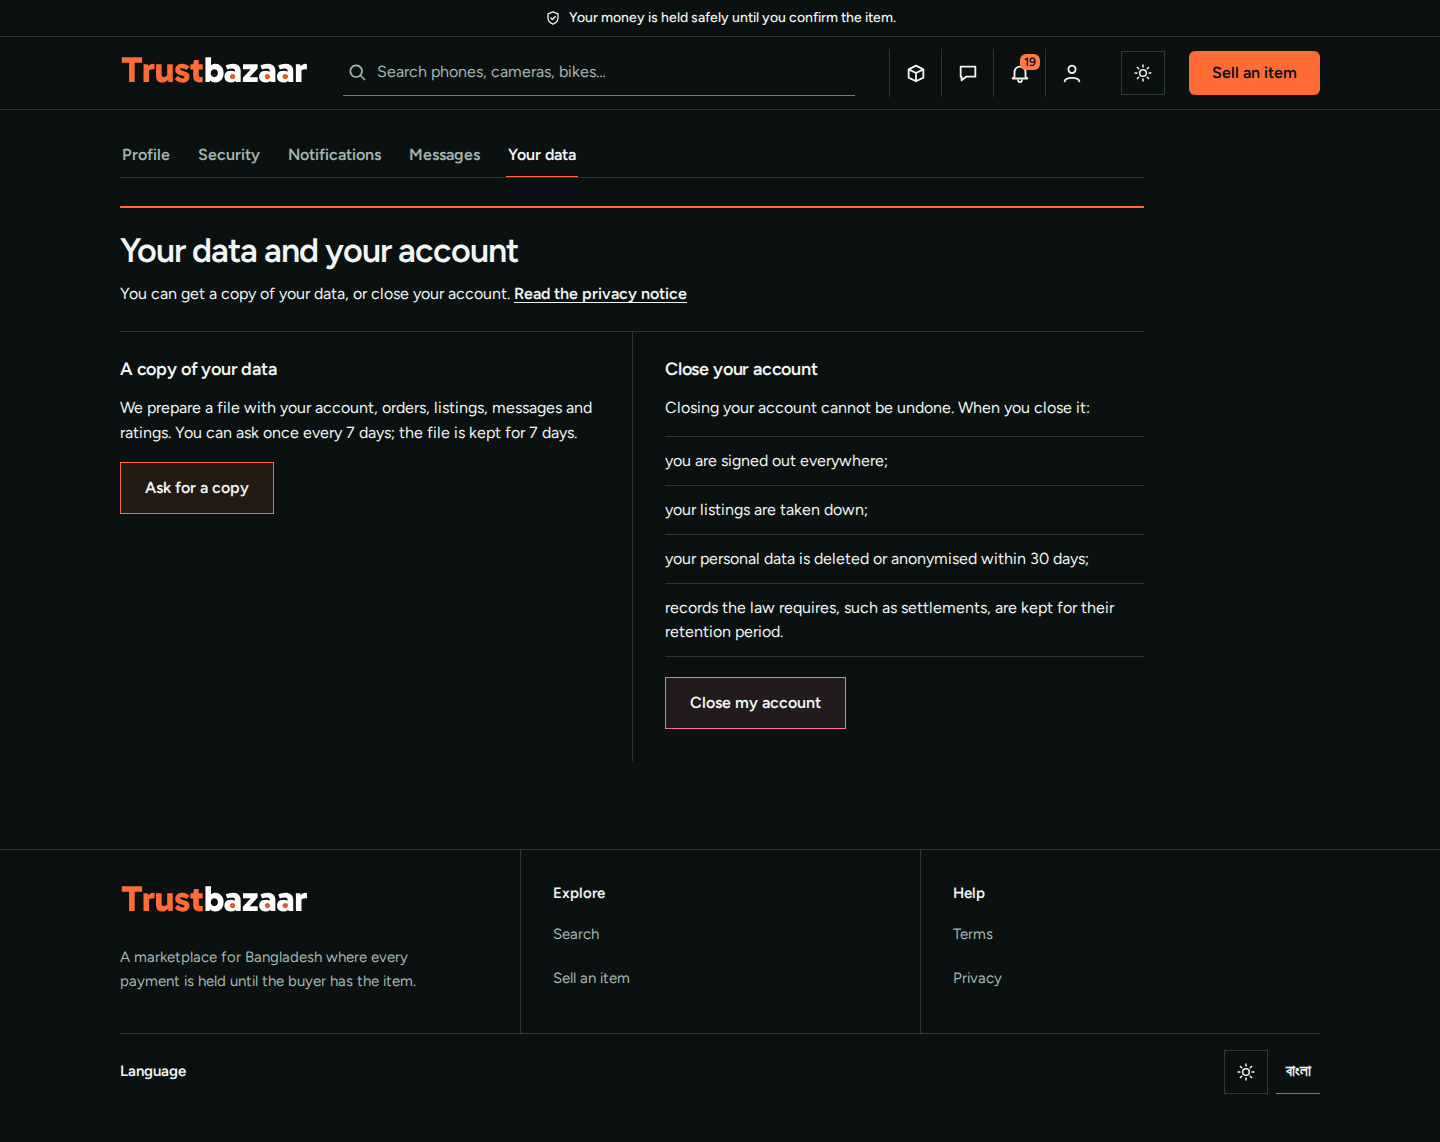 Your money is held safely until you confirm the item.
Trustbazaar
Search phones, cameras, bikes...
19
Sell an item
Profile
Security
Notifications
Messages
Your data
Your data and your account
You can get a copy of your data, or close your account. Read the privacy notice
A copy of your data
We prepare a file with your account, orders, listings, messages and
ratings. You can ask once every 7 days; the file is kept for 7 days.
Ask for a copy
Close your account
Closing your account cannot be undone. When you close it:
you are signed out everywhere;
your listings are taken down;
your personal data is deleted or anonymised within 30 days;
records the law requires, such as settlements, are kept for their
retention period.
Close my account
Trustbazaar
A marketplace for Bangladesh where every
payment is held until the buyer has the item.
Explore
Search
Sell an item
Help
Terms
Privacy
Language
বাংলা